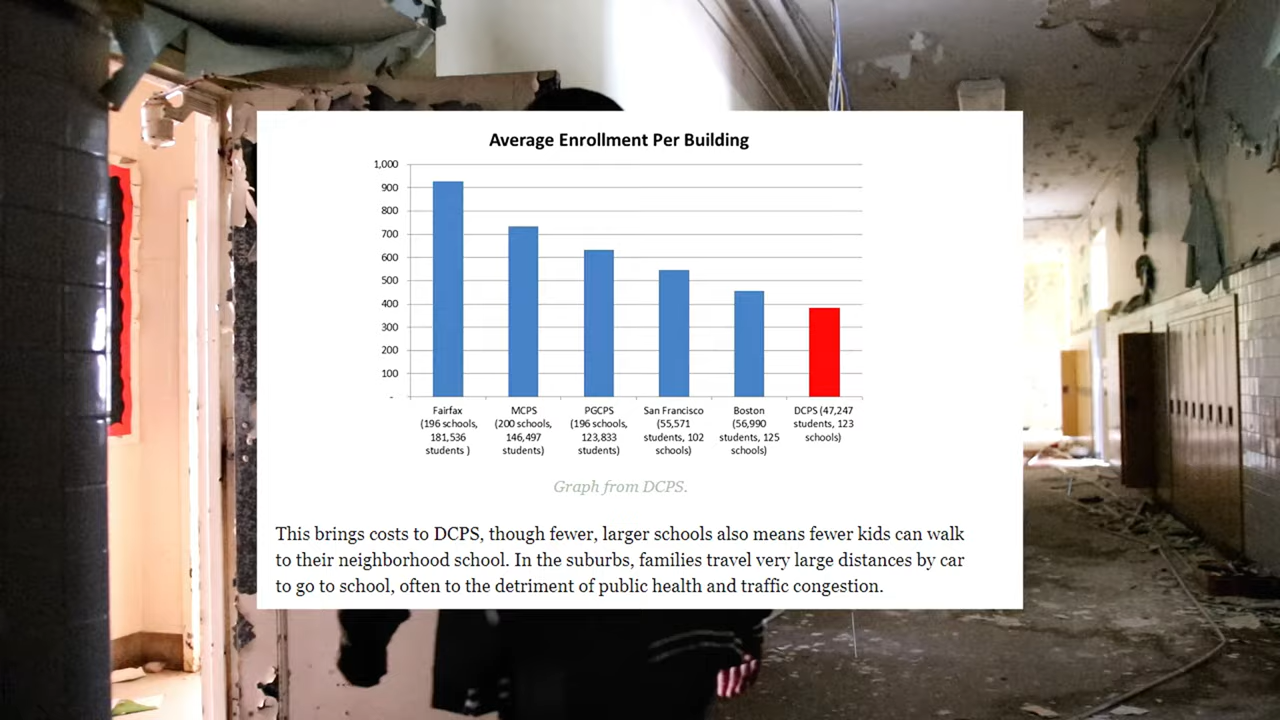 Average Enrollment Per Building
1,000
900
800
700
600
500
400
300
200
100
-
Fairfax
(196 schools,
181,536
students )
MCPS
(200 schools,
146,497
students)
PGCPS
(196 schools,
123,833
students)
San Francisco
(55,571
students, 102
schools)
Boston
(56,990
students, 125
schools)
DCPS (47,247
students, 123
schools)
Graph from DCPS.
This brings costs to DCPS, though fewer, larger schools also means fewer kids can walk
to their neighborhood school. In the suburbs, families travel very large distances by car
to go to school, often to the detriment of public health and traffic congestion.